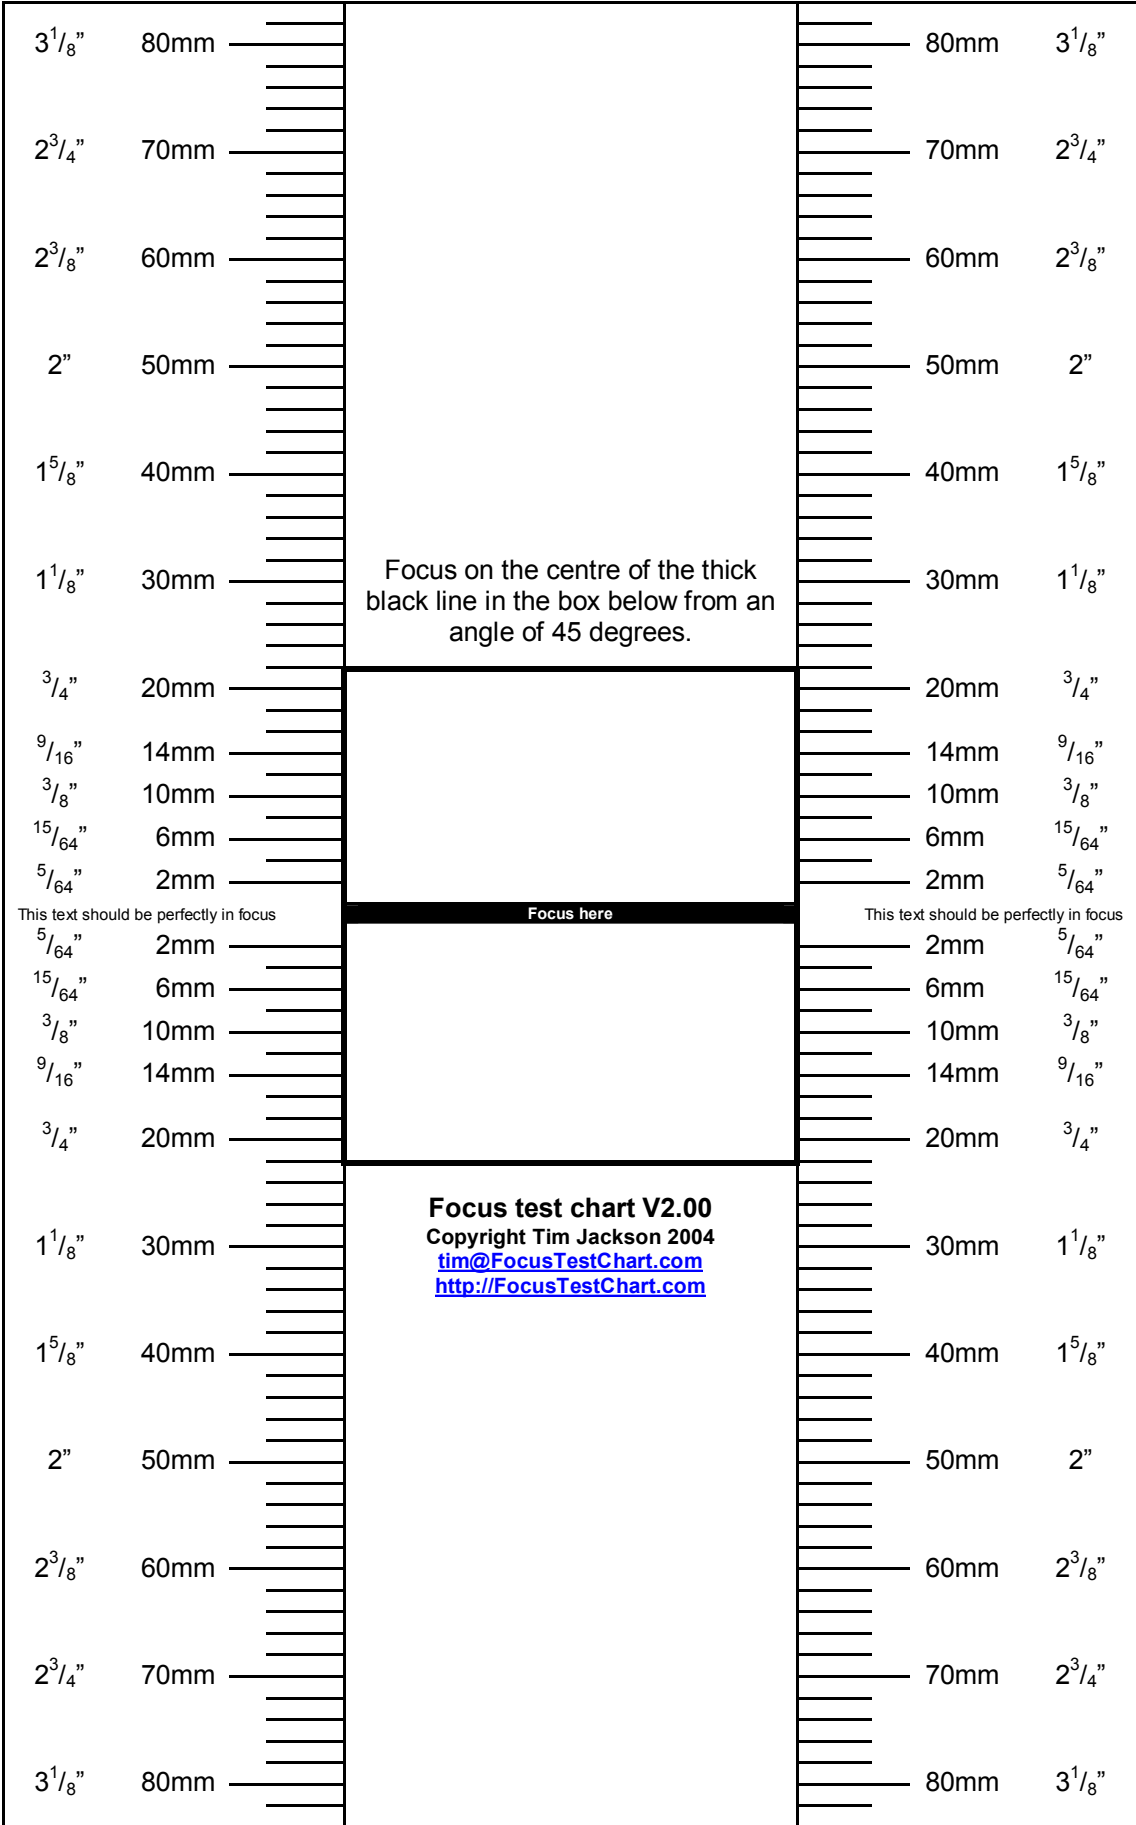 3 1/8” 80mm 80mm 3 1/8”
2 3/4” 70mm 70mm 2 3/4”
2 3/8” 60mm 60mm 2 3/8”
2” 50mm 50mm 2”
1 5/8” 40mm 40mm 1 5/8”
1 1/8” 30mm 30mm 1 1/8”
Focus on the centre of the thick
black line in the box below from an
angle of 45 degrees.
3/4” 20mm 20mm 3/4”
9/16” 14mm 14mm 9/16”
3/8” 10mm 10mm 3/8”
15/64” 6mm 6mm 15/64”
5/64” 2mm 2mm 5/64”
This text should be perfectly in focus Focus here This text should be perfectly in focus
5/64” 2mm 2mm 5/64”
15/64” 6mm 6mm 15/64”
3/8” 10mm 10mm 3/8”
9/16” 14mm 14mm 9/16”
3/4” 20mm 20mm 3/4”
Focus test chart V2.00
Copyright Tim Jackson 2004
tim@FocusTestChart.com
http://FocusTestChart.com
1 1/8” 30mm 30mm 1 1/8”
1 5/8” 40mm 40mm 1 5/8”
2” 50mm 50mm 2”
2 3/8” 60mm 60mm 2 3/8”
2 3/4” 70mm 70mm 2 3/4”
3 1/8” 80mm 80mm 3 1/8”